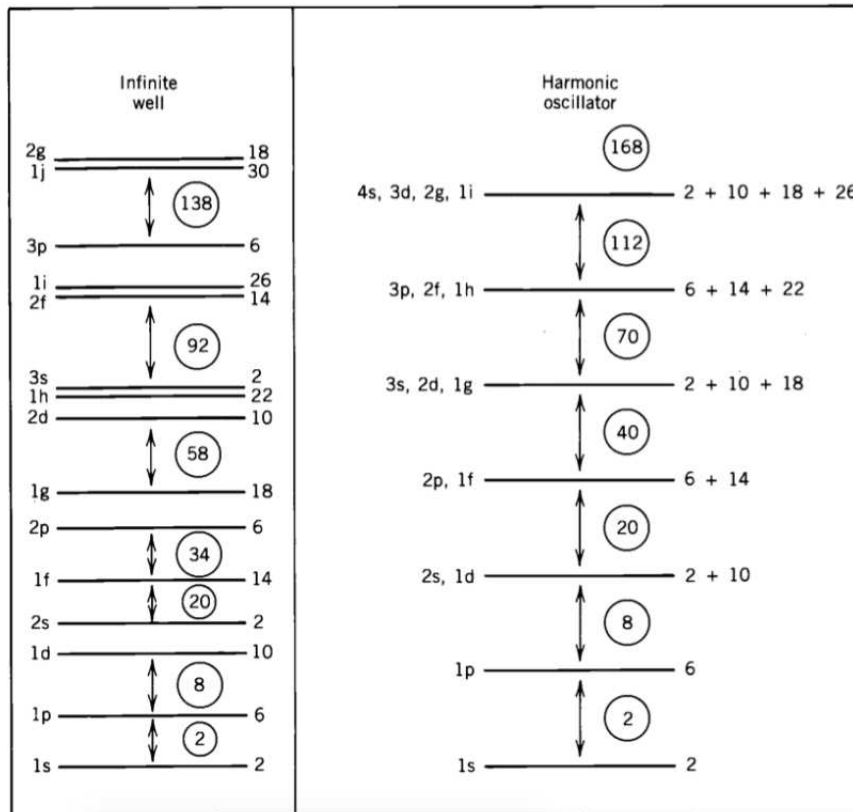 Infinite
well
2g 18
1j 30
138
3p 6
1i 26
2f 14
92
3s 2
1h 22
2d 10
58
1g 18
2p 6
34
1f 14
20
2s 2
1d 10
8
1p 6
2
1s 2
Harmonic
oscillator
168
4s, 3d, 2g, 1i 2 + 10 + 18 + 26
112
3p, 2f, 1h 6 + 14 + 22
70
3s, 2d, 1g 2 + 10 + 18
40
2p, 1f 6 + 14
20
2s, 1d 2 + 10
8
1p 6
2
1s 2